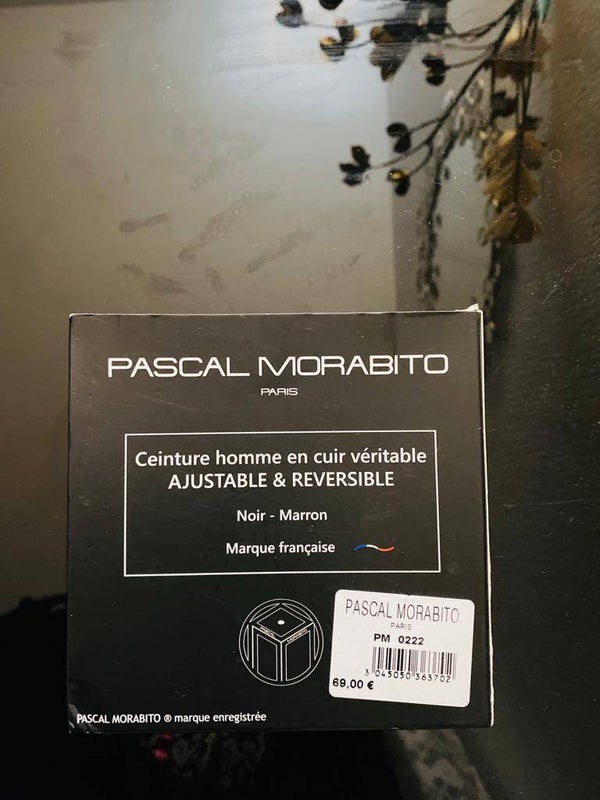 PASCAL MORABITO
PARIS
Ceinture homme en cuir véritable
AJUSTABLE & REVERSIBLE
Noir - Marron
Marque française
PASCAL MORABITO
PARIS
PM 0222
3 045050 363702
69,00 €
PASCAL MORABITO ® marque enregistrée